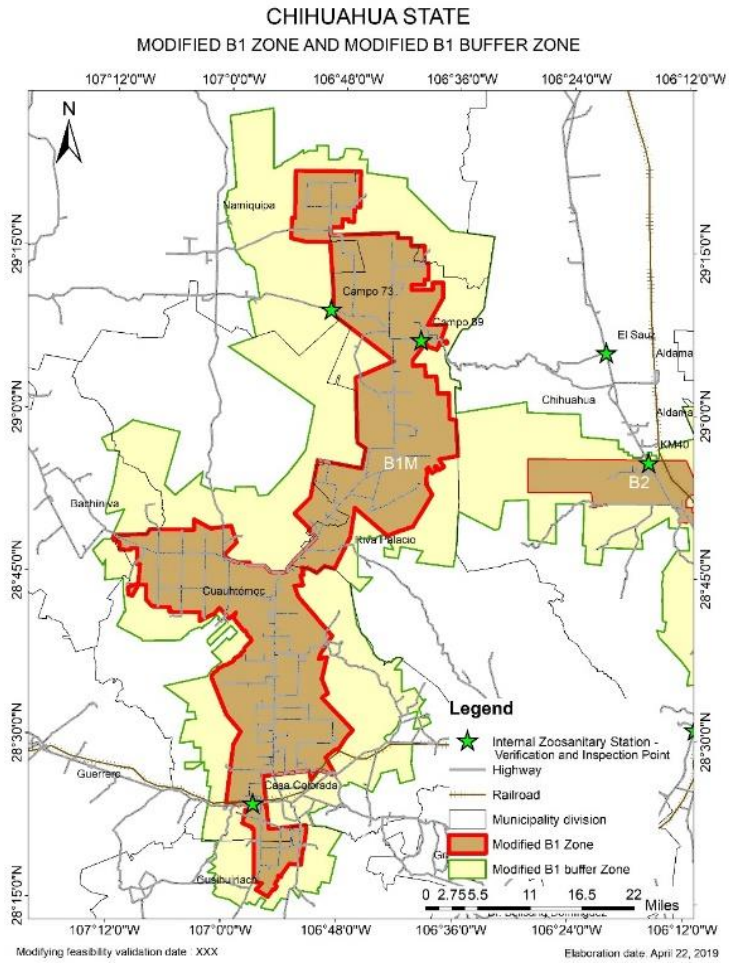 CHIHUAHUA STATE
MODIFIED B1 ZONE AND MODIFIED B1 BUFFER ZONE
107°12'0"W 107°0'0"W 106°48'0"W 106°36'0"W 106°24'0"W 106°12'0"W
N
Namiquipa
29°15'0"N 29°15'0"N
Campo 73
Campo 89
El Sauz
Aldama
Chihuahua
Aldama
29°0'0"N 29°0'0"N
KM40
B1M
B2
Bachíniva
Riva Palacio
28°45'0"N 28°45'0"N
Cuauhtémoc
Legend
Internal Zoosanitary Station -
Verification and Inspection Point
Highway
Railroad
Municipality division
Modified B1 Zone
Modified B1 buffer Zone
28°30'0"N 28°30'0"N
Guerrero
Casa Colorada
Cusihuiriachi
28°15'0"N
0 2.75 5.5 11 16.5 22
Miles
107°12'0"W 107°0'0"W 106°48'0"W 106°36'0"W 106°24'0"W 106°12'0"W
Modifying feasibility validation date : XXX
Elaboration date. April 22, 2019